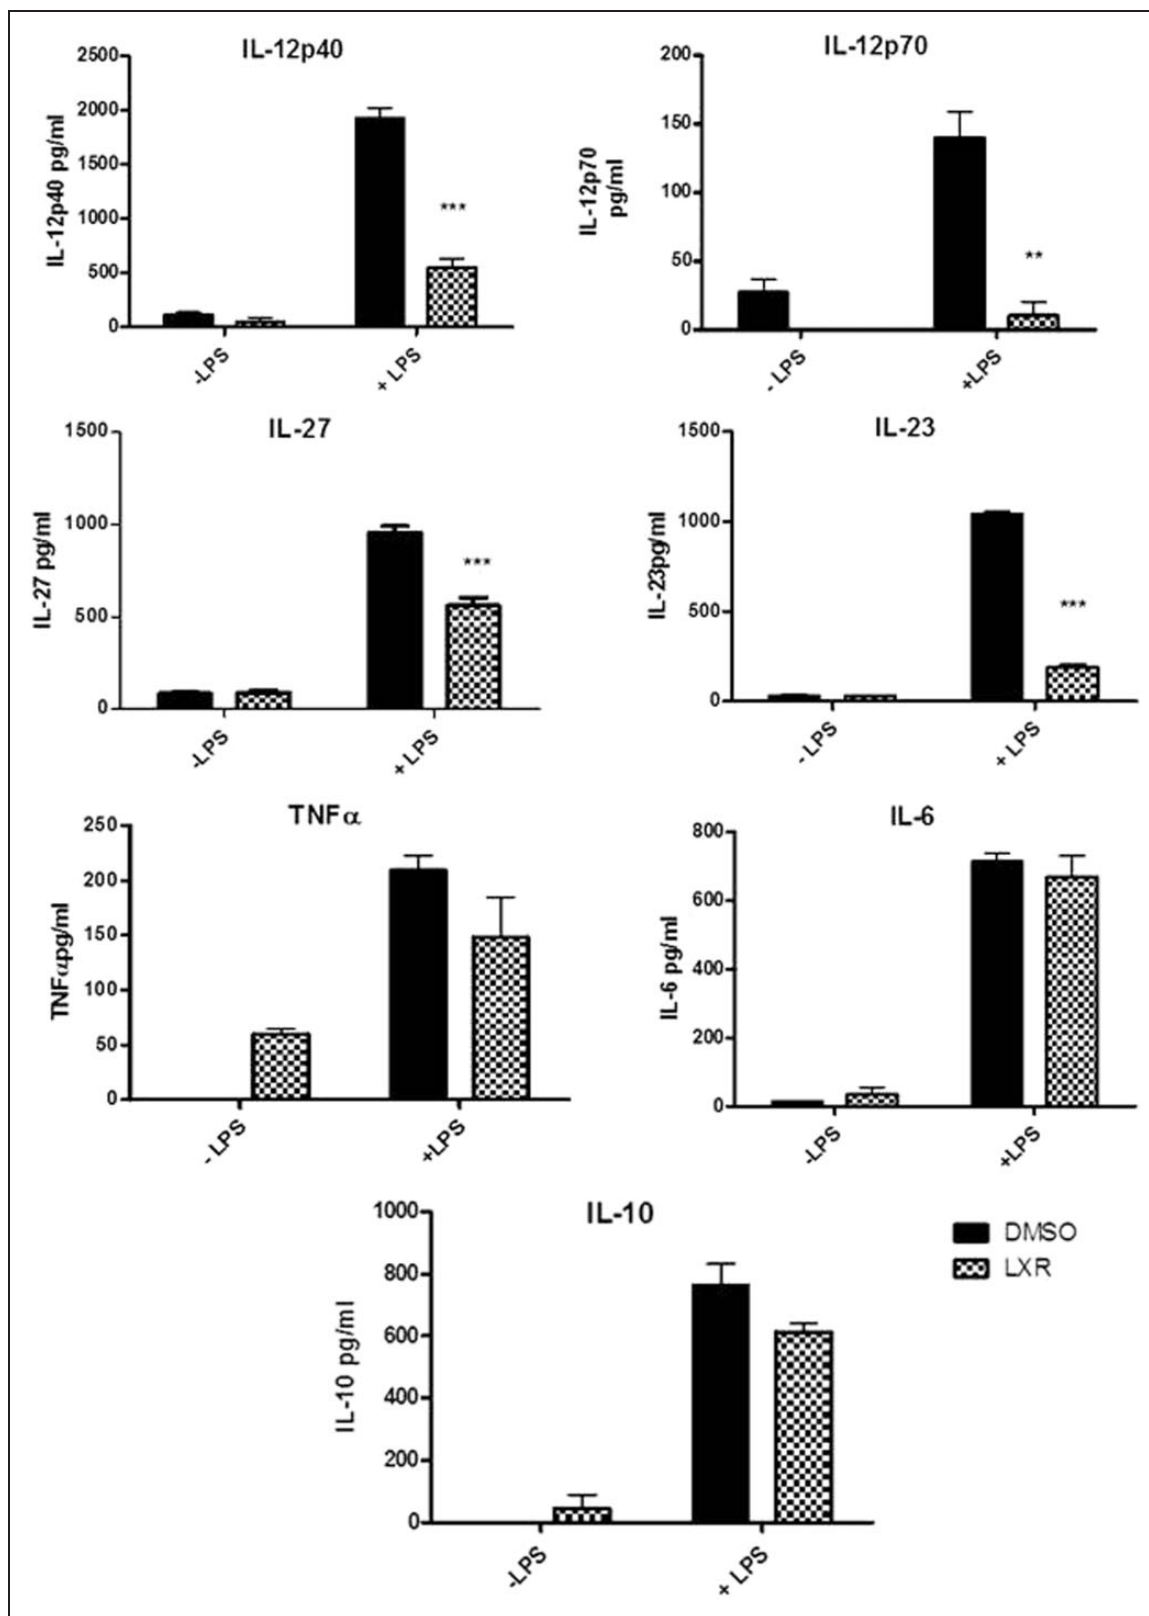 IL-12p40
2500
2000
1500
1000
500
0
IL-12p40 pg/ml
***
-LPS
+ LPS
IL-12p70
200
150
100
50
0
IL-12p70
pg/ml
**
- LPS
+LPS
IL-27
1500
1000
500
0
IL-27 pg/ml
***
-LPS
+ LPS
IL-23
1500
1000
500
0
IL-23pg/ml
***
- LPS
+ LPS
TNFα
250
200
150
100
50
0
TNFαpg/ml
- LPS
+LPS
IL-6
800
600
400
200
0
IL-6 pg/ml
-LPS
+LPS
IL-10
1000
800
600
400
200
0
IL-10 pg/ml
-LPS
+ LPS
DMSO
LXR